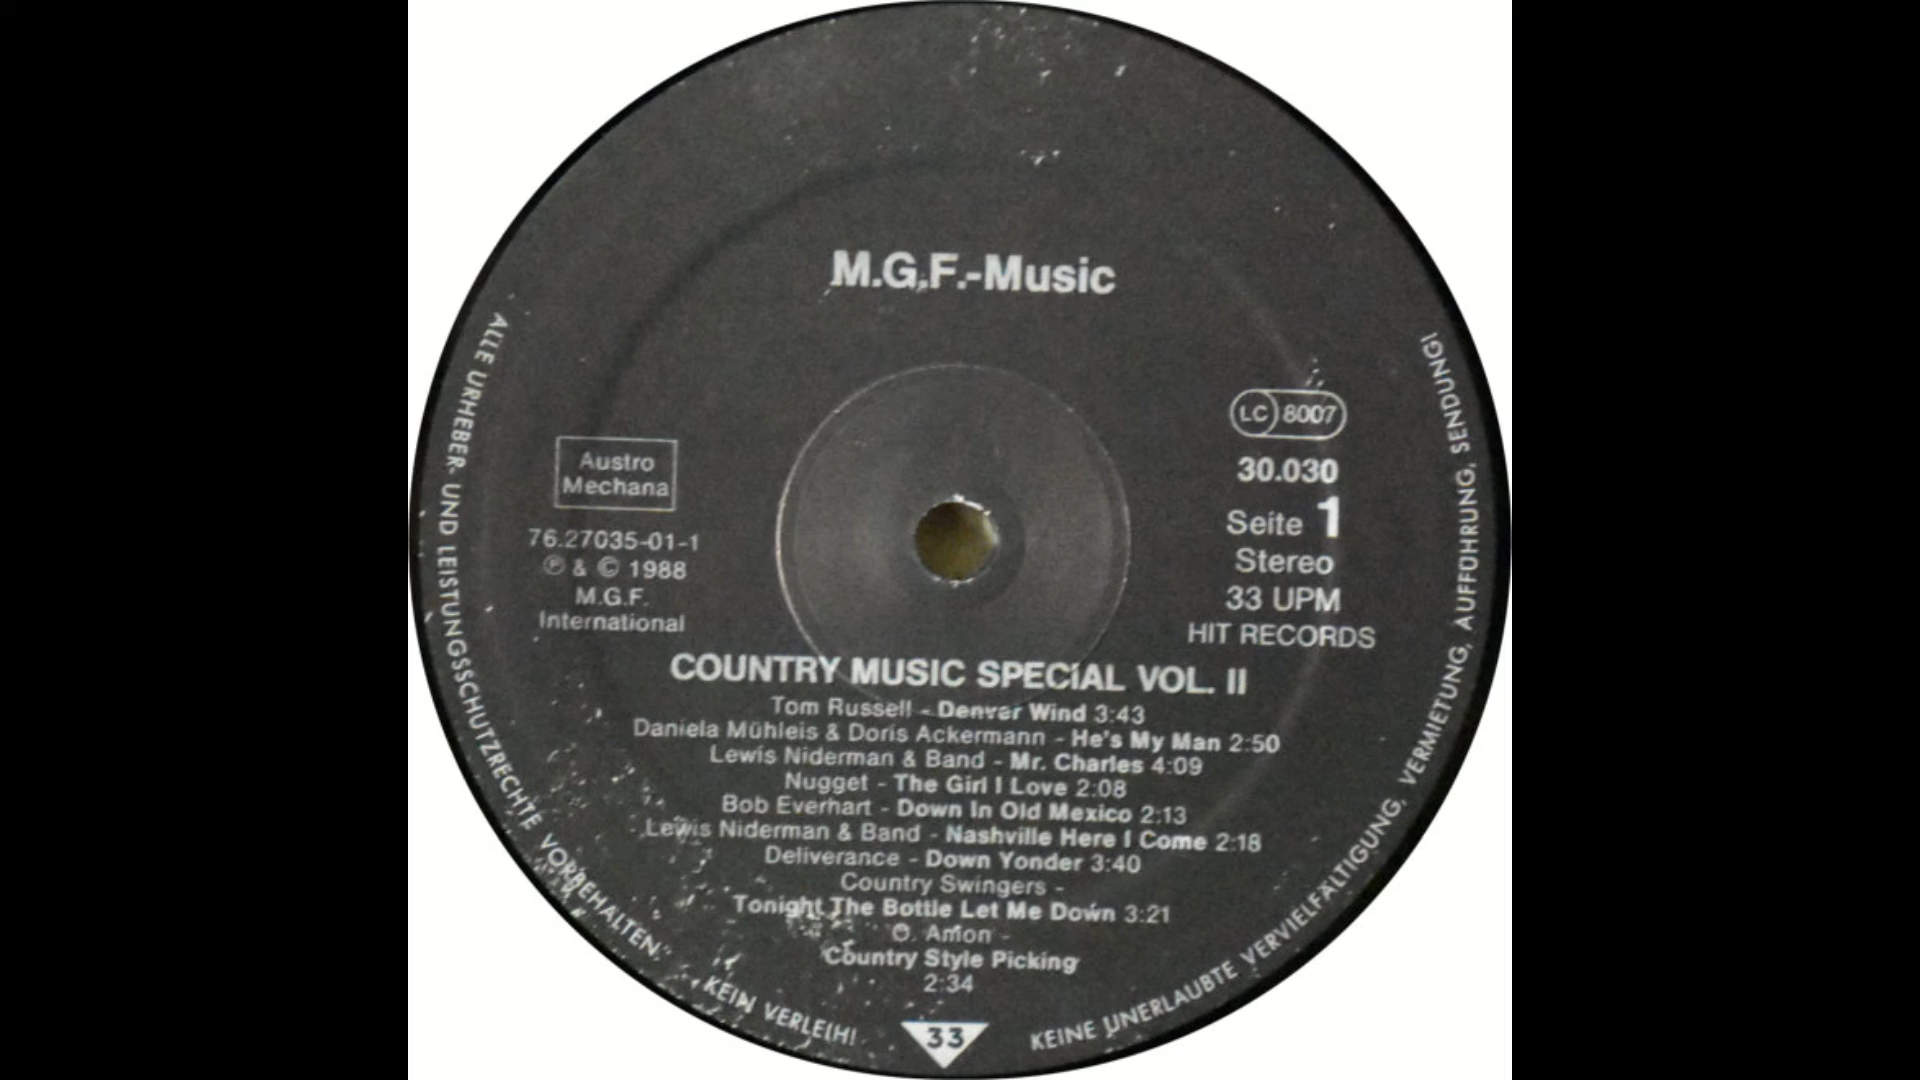 M.G.F.-Music
LC 8007
30.030
Seite 1
Stereo
33 UPM
HIT RECORDS
Austro
Mechana
76.27035-01-1
Ⓟ & © 1988
M.G.F.
International
COUNTRY MUSIC SPECIAL VOL. II
Tom Russell - Denver Wind 3:43
Daniela Mühleis & Doris Ackermann - He's My Man 2:50
Lewis Niderman & Band - Mr. Charles 4:09
Nugget - The Girl I Love 2:08
Bob Everhart - Down In Old Mexico 2:13
Lewis Niderman & Band - Nashville Here I Come 2:18
Deliverance - Down Yonder 3:40
Country Swingers -
Tonight The Bottle Let Me Down 3:21
O. Amon -
Country Style Picking
2:34
ALLE URHEBER- UND LEISTUNGSSCHUTZRECHTE VORBEHALTEN. KEIN VERLEIH!
33
KEINE UNERLAUBTE VERVIELFÄLTIGUNG, VERMIETUNG, AUFFÜHRUNG, SENDUNG!